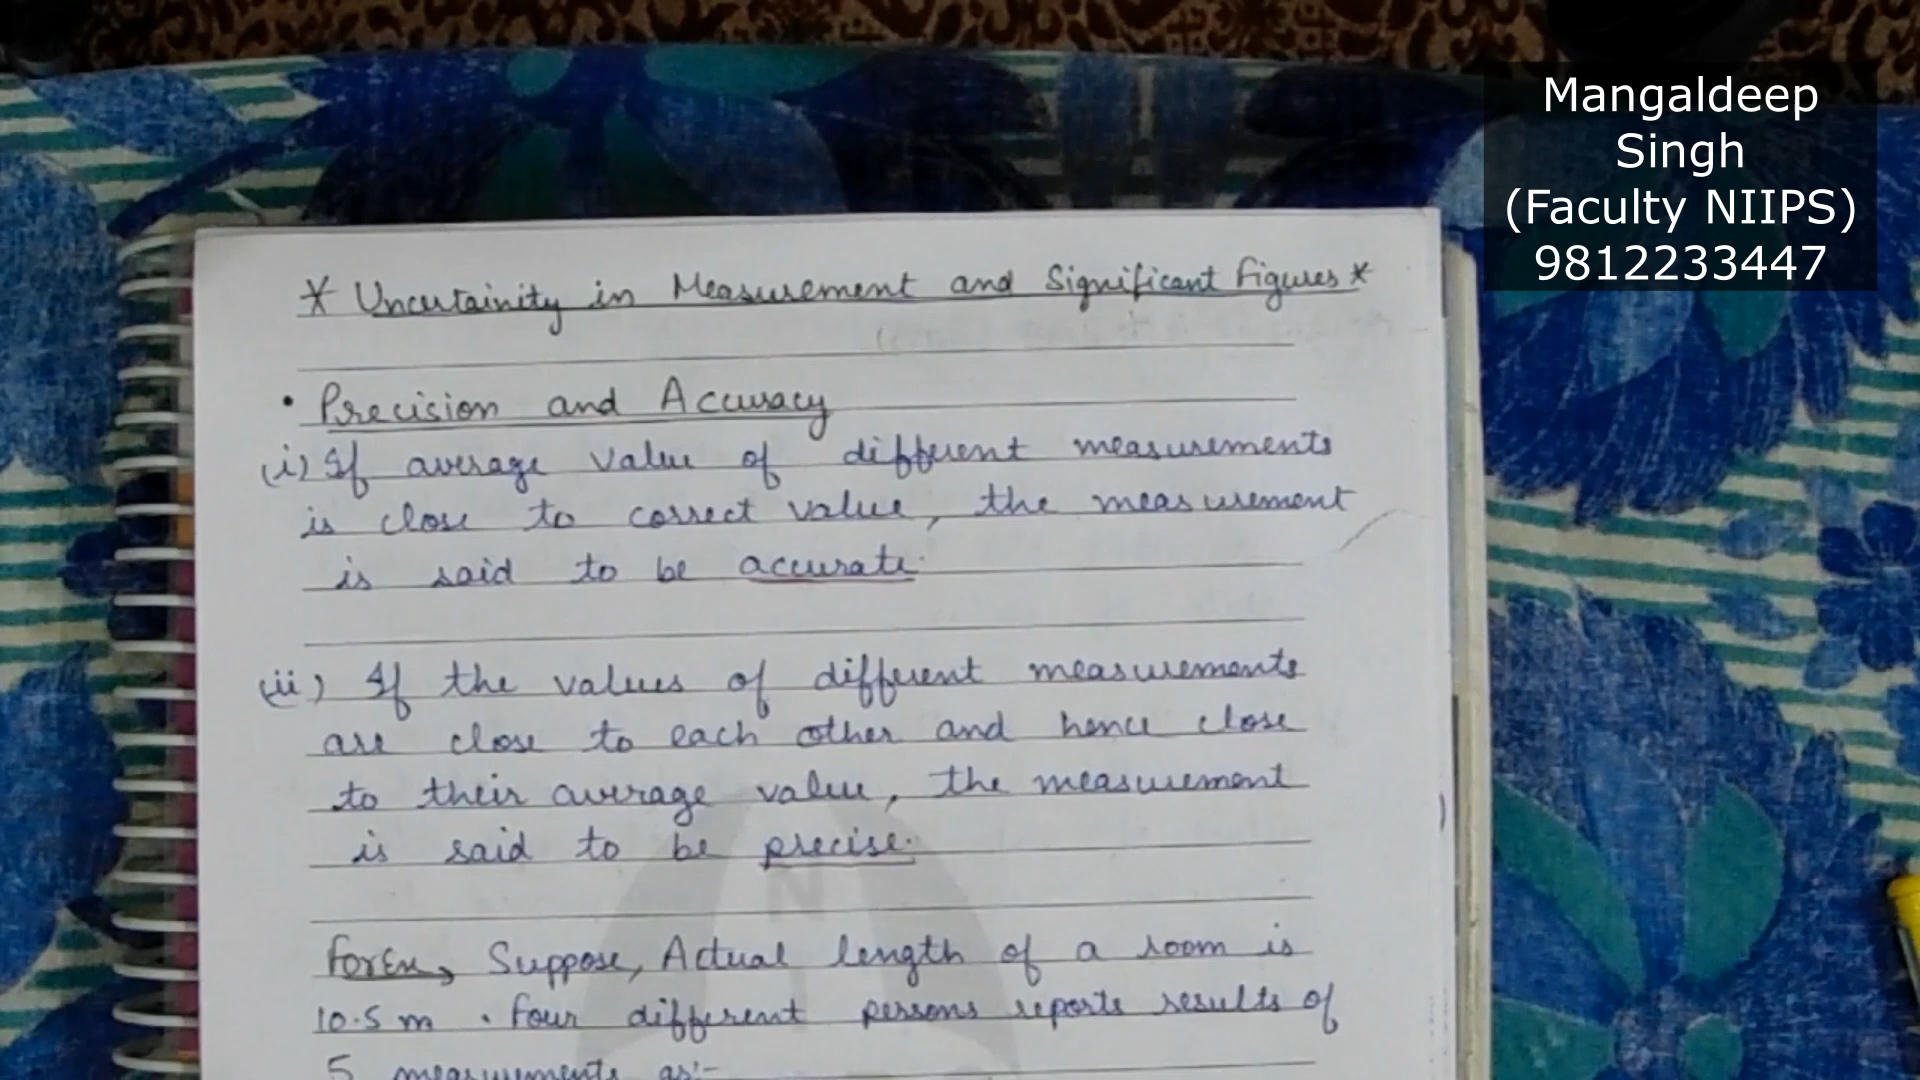 Mangaldeep
Singh
(Faculty NIIPS)
9812233447
* Uncertainity in Measurement and Significant Figures *
• Precision and Accuracy
(i) If average value of different measurements
is close to correct value, the measurement
is said to be accurate.
(ii) If the values of different measurements
are close to each other and hence close
to their average value, the measurement
is said to be precise.
For Ex, Suppose, Actual length of a room is
10.5 m . Four different persons reports results of
5 measurements as:-
N